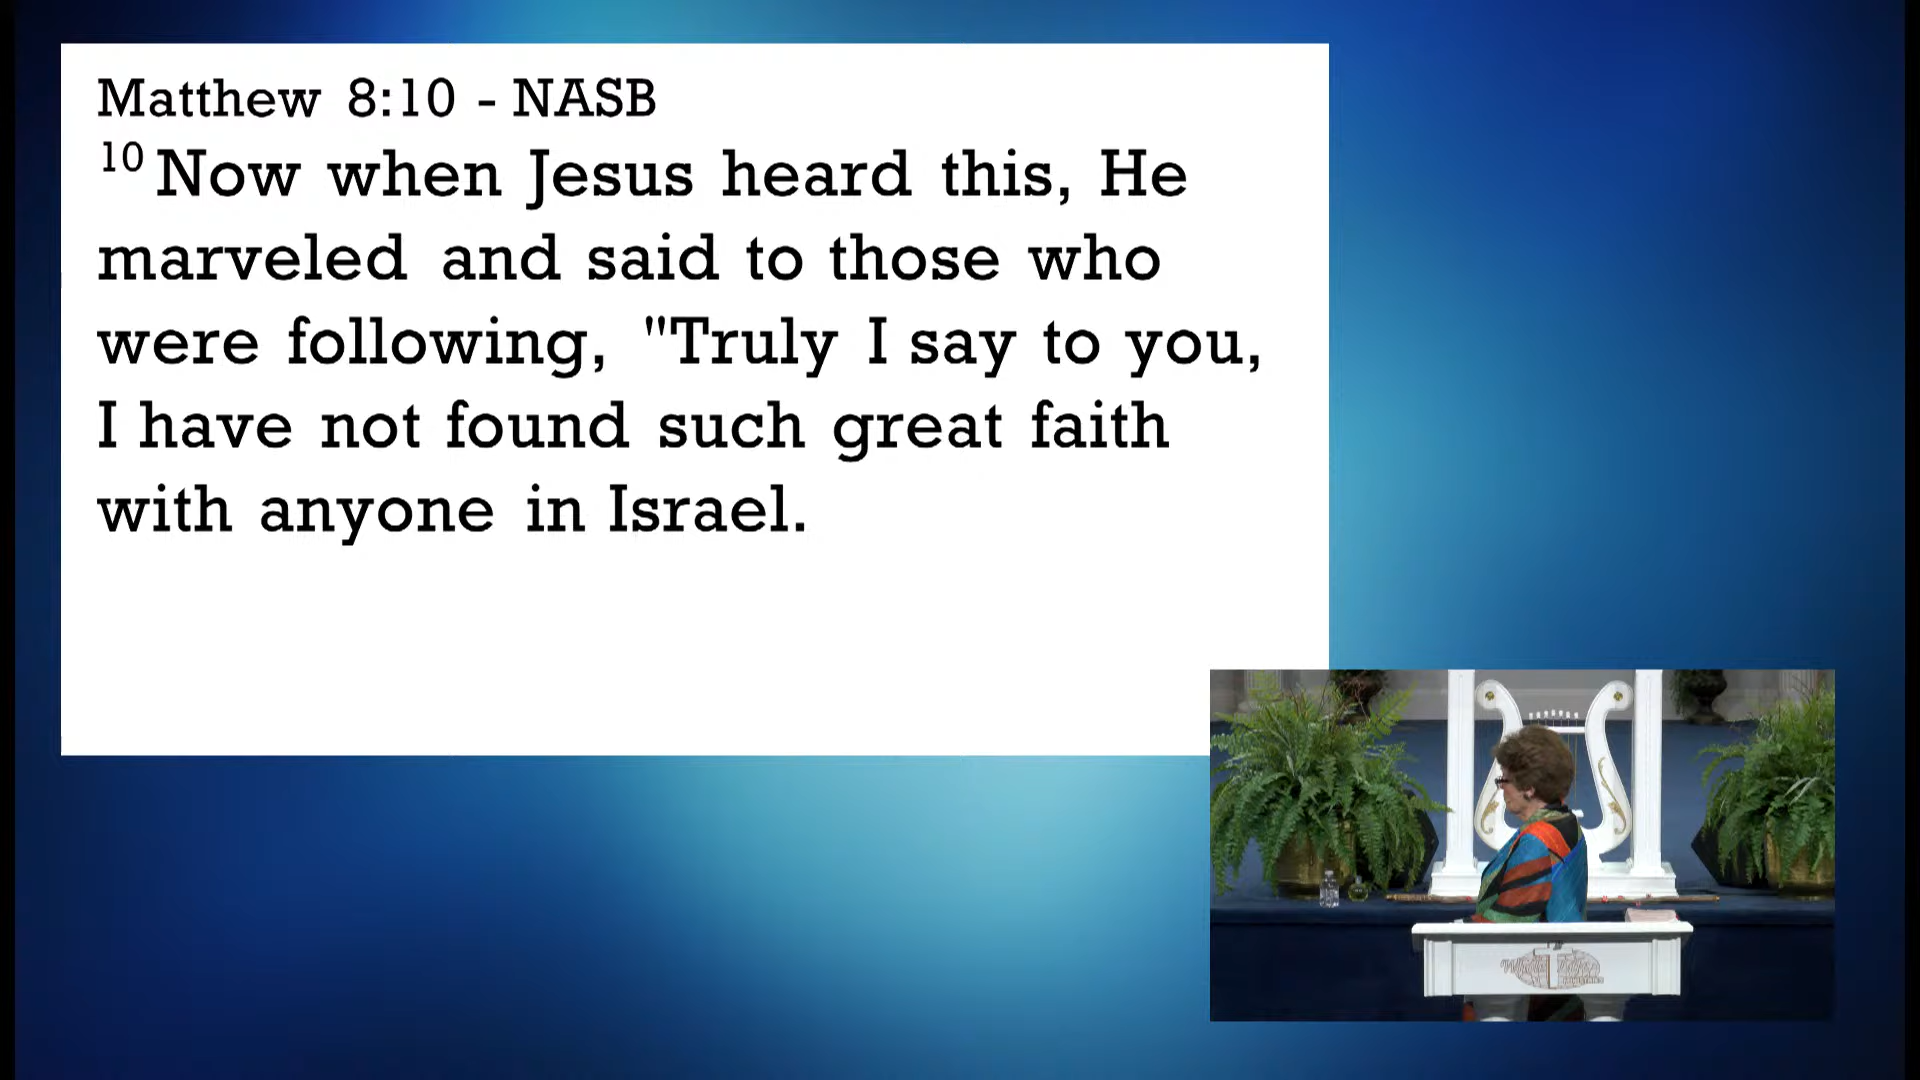 Matthew 8:10 - NASB
10 Now when Jesus heard this, He
marveled and said to those who
were following, "Truly I say to you,
I have not found such great faith
with anyone in Israel.